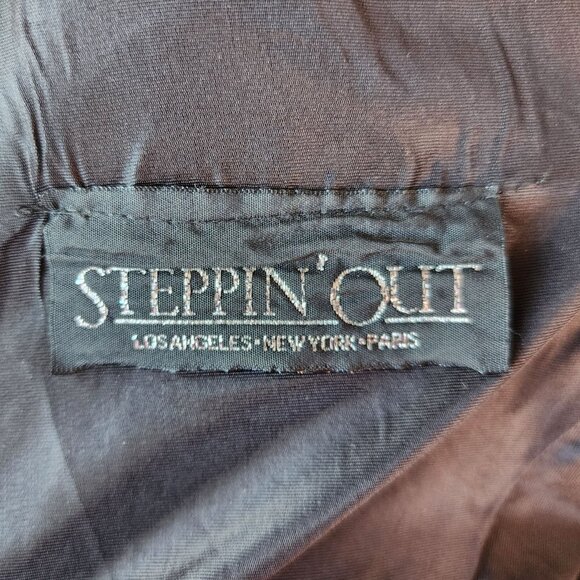 STEPPIN' OUT
LOS ANGELES · NEW YORK · PARIS